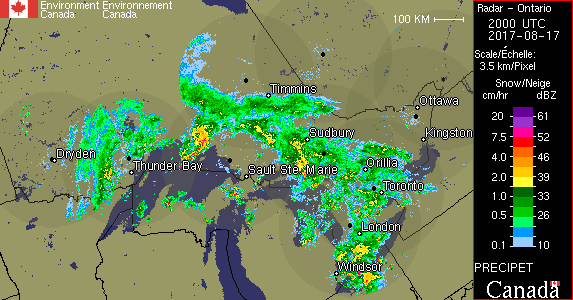 Environment Environnement
Canada Canada
100 KM
Timmins
Ottawa
Sudbury
Kingston
Dryden
Thunder-Bay
Sault Ste. Marie
Orillia
Toronto
London
Windsor
Radar - Ontario
2000 UTC
2017-08-17
Scale/Échelle:
3.5 km/Pixel
Snow/Neige
cm/hr dBZ
20 61
7.5 52
4.0 46
2.0 39
1.0 33
0.5 26
0.1 10
PRECIPET
Canada